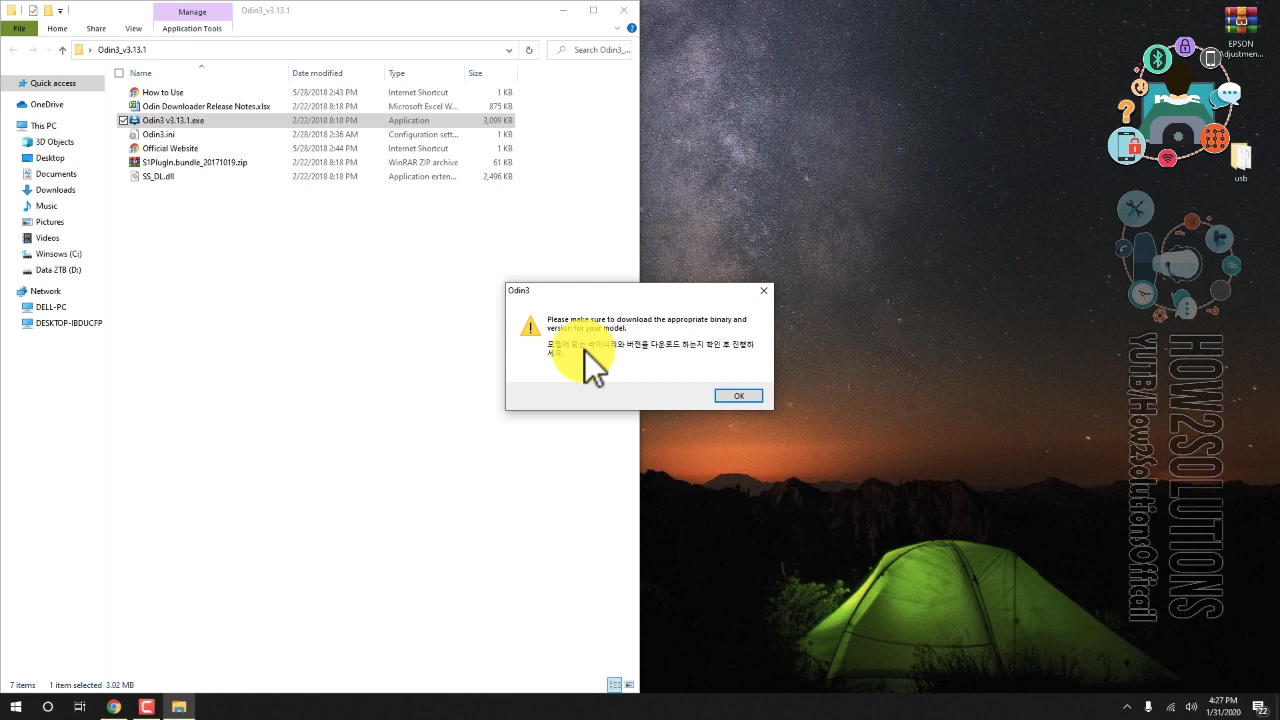 Manage
Odin3_v3.13.1
File
Home
Share
View
Application Tools
Odin3_v3.13.1
Search Odin3_...
Name
Date modified
Type
Size
Quick access
OneDrive
This PC
3D Objects
Desktop
Documents
Downloads
Music
Pictures
Videos
Winsows (C:)
Data 2TB (D:)
Network
DELL-PC
DESKTOP-IBDUCFP
How to Use 5/28/2018 2:43 PM Internet Shortcut 1 KB
Odin Downloader Release Notes.xlsx 2/22/2018 8:18 PM Microsoft Excel W... 875 KB
Odin3 v3.13.1.exe 2/22/2018 8:18 PM Application 3,099 KB
Odin3.ini 2/28/2018 2:36 AM Configuration sett... 1 KB
Official Website 5/28/2018 2:44 PM Internet Shortcut 1 KB
S1PlugIn.bundle_20171019.zip 2/22/2018 8:18 PM WinRAR ZIP archive 61 KB
SS_DL.dll 2/22/2018 8:18 PM Application exten... 2,496 KB
Odin3
Please make sure to download the appropriate binary and
version for your model.
모델에 맞는 바이너리와 버전을 다운로드 하는지 확인 후 진행하
세요.
OK
EPSON
Adjustmen...
usb
HOW2SOLUTIONS
YUTB/How2SolutionsOfficail
7 items
1 item selected
3.02 MB
4:27 PM
1/31/2020
22